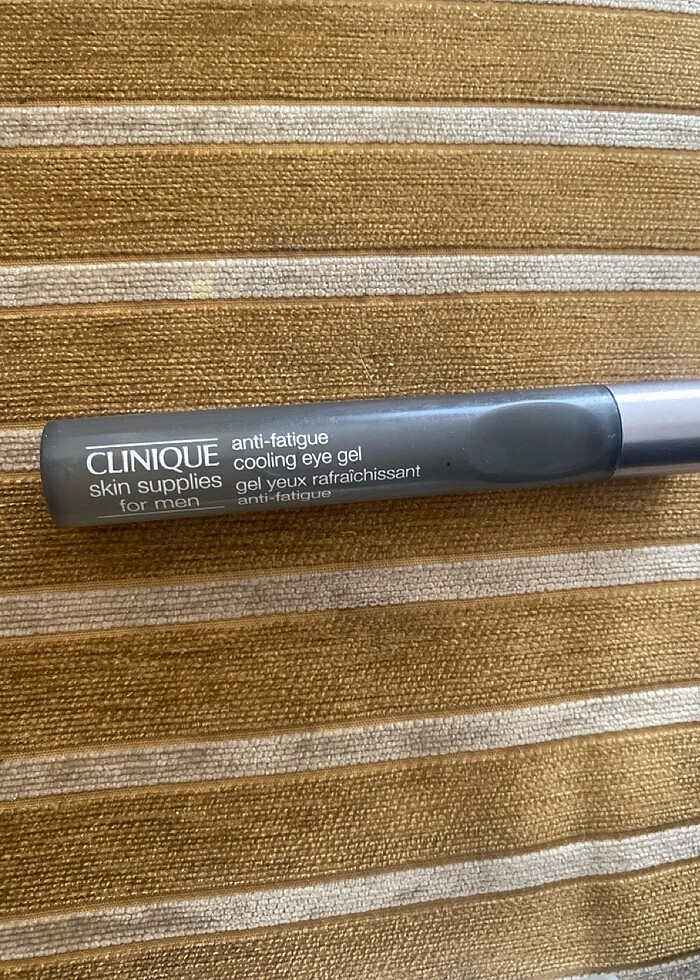 CLINIQUE
skin supplies
for men
anti-fatigue
cooling eye gel
gel yeux rafraîchissant
anti-fatigue